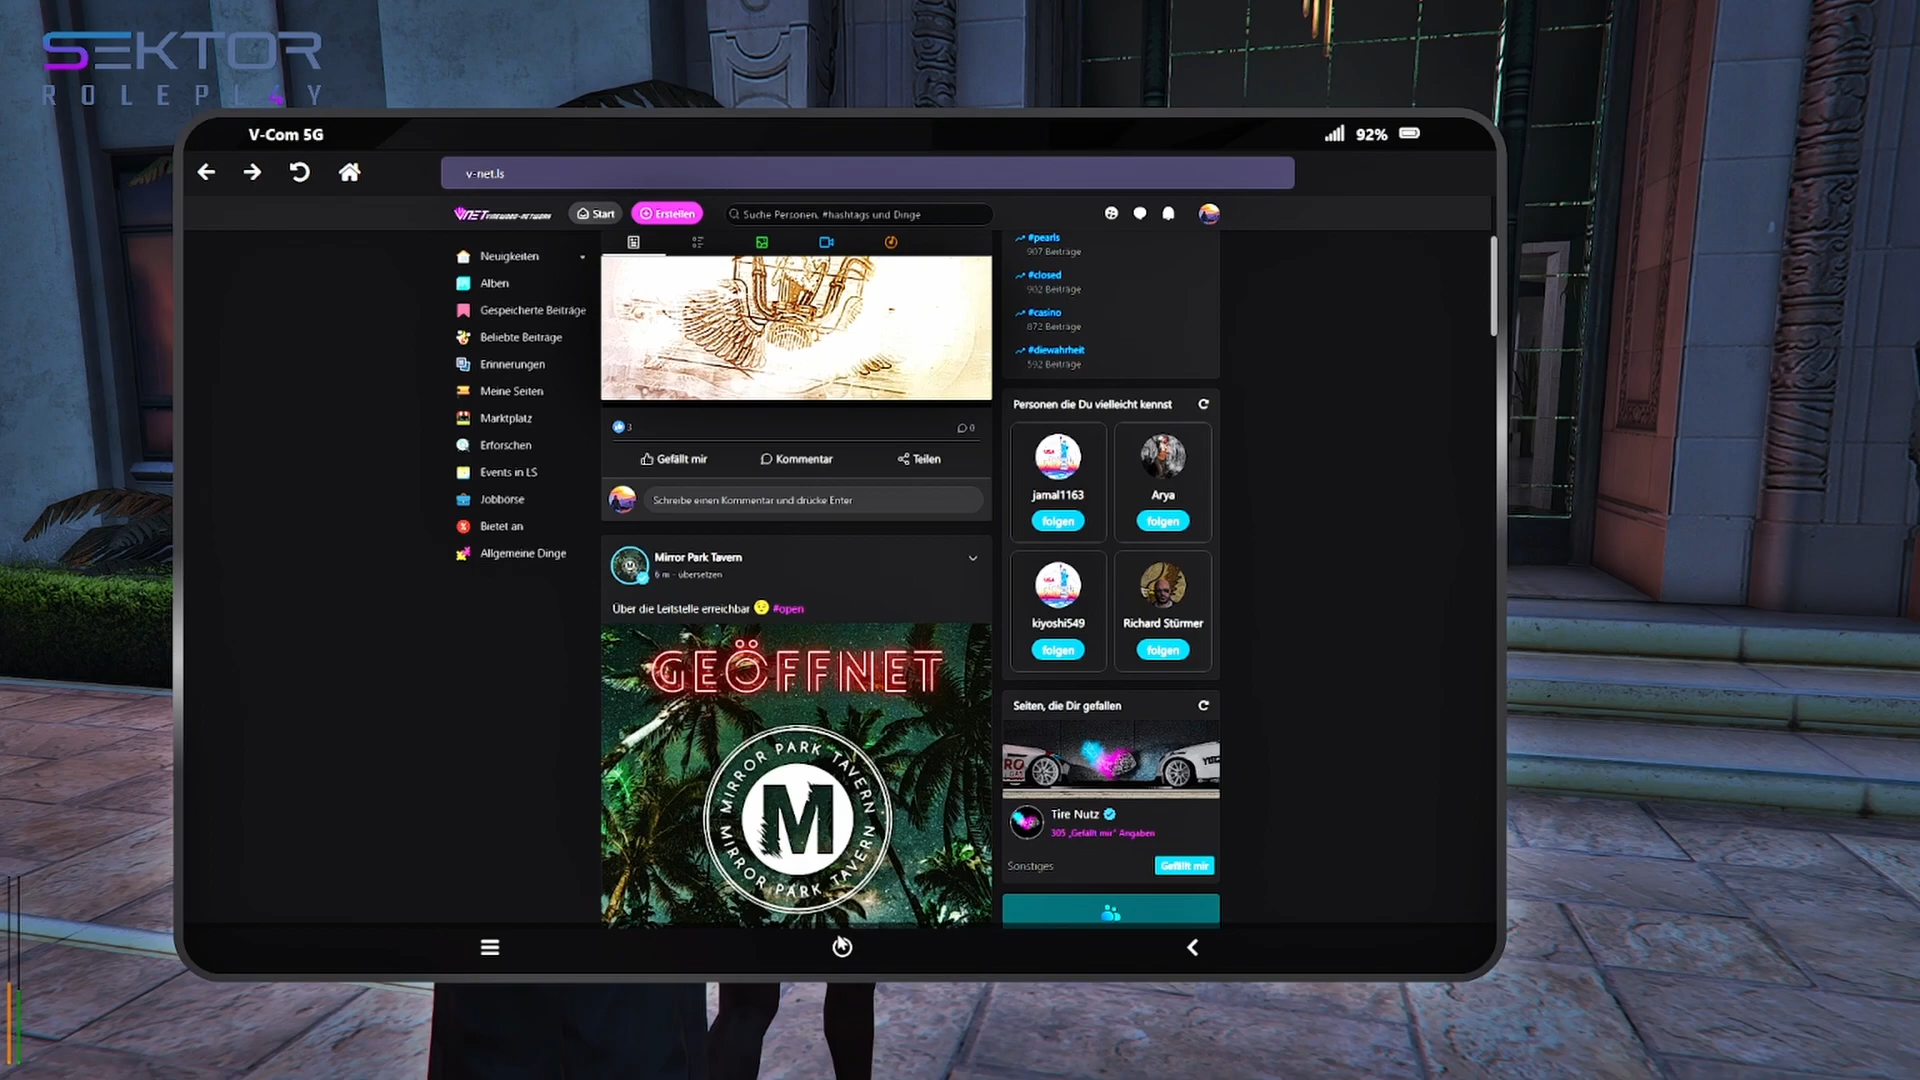 SEKTOR
ROLEPLAY
V-Com 5G
92%
v-net.ls
VNET VINEWOOD-NETWORK
Start
Erstellen
Suche Personen, #hashtags und Dinge
Neuigkeiten
Alben
Gespeicherte Beiträge
Beliebte Beiträge
Erinnerungen
Meine Seiten
Marktplatz
Erforschen
Events in LS
Jobbörse
Bietet an
Allgemeine Dinge
3
0
Gefällt mir
Kommentar
Teilen
Schreibe einen Kommentar und drücke Enter
Mirror Park Tavern
6 m - übersetzen
Über die Leitstelle erreichbar #open
GEÖFFNET
MIRROR PARK TAVERN
M
MIRROR PARK TAVERN
#pearls
907 Beiträge
#closed
902 Beiträge
#casino
872 Beiträge
#diewahrheit
592 Beiträge
Personen die Du vielleicht kennst
jamal1163
folgen
Arya
folgen
kiyoshi549
folgen
Richard Stürmer
folgen
Seiten, die Dir gefallen
Tire Nutz
305 „Gefällt mir“ Angaben
Sonstiges
Gefällt mir